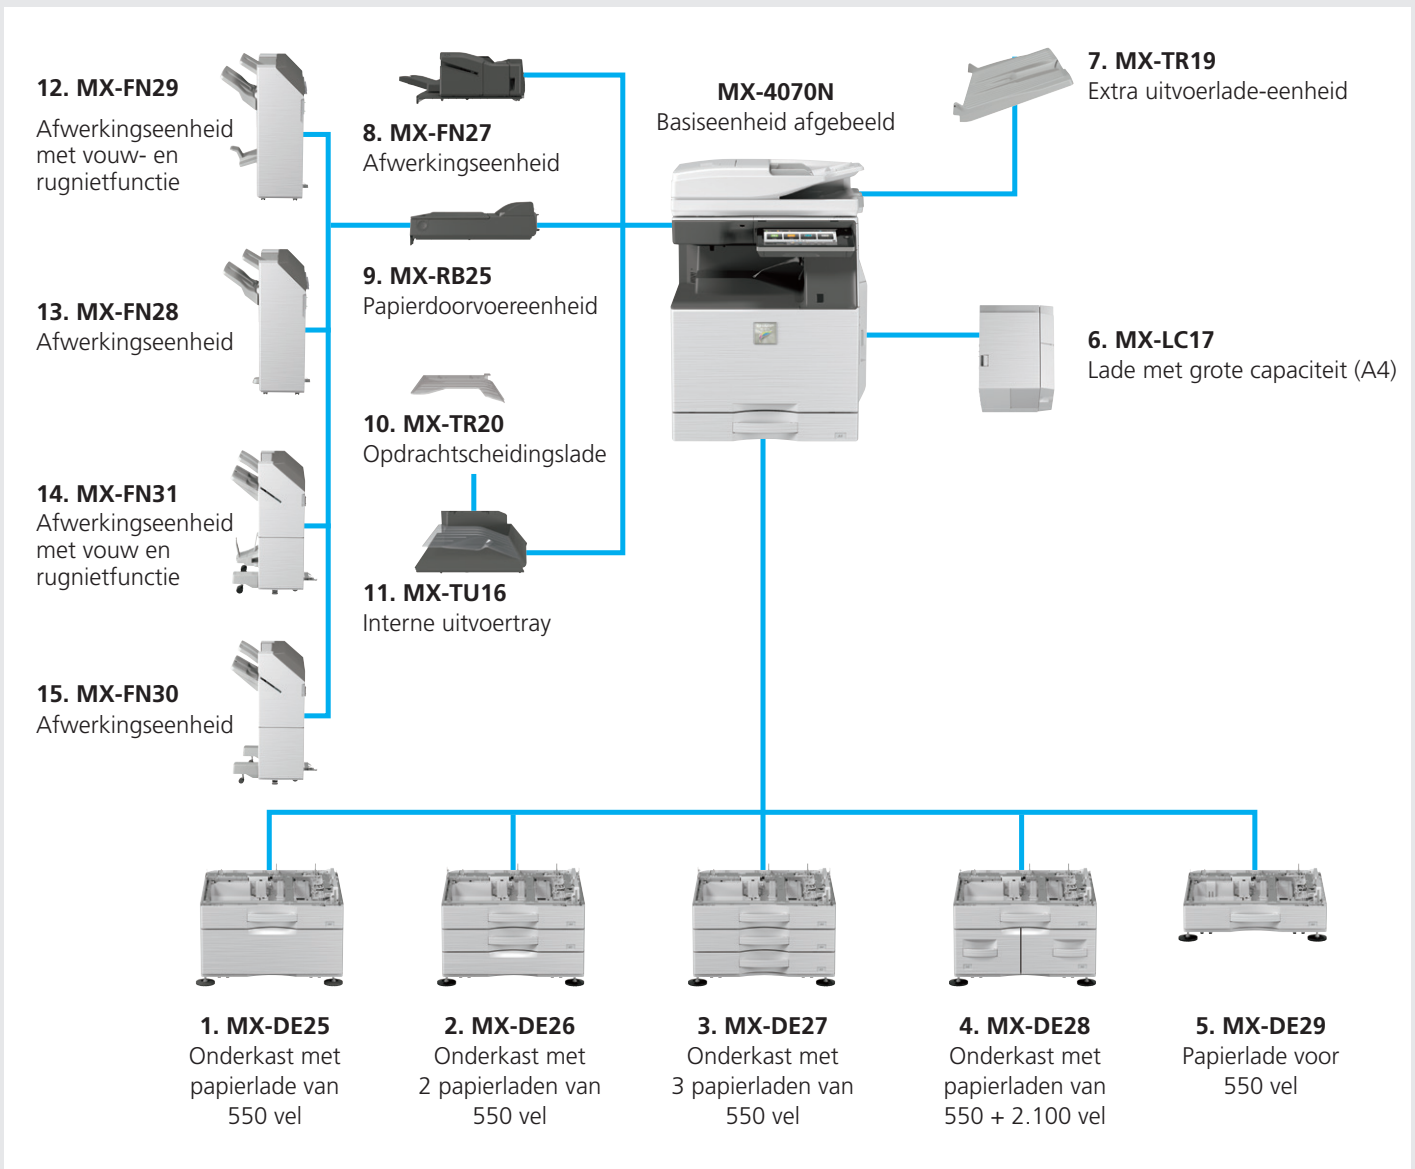 12. MX-FN29
Afwerkingseenheid
met vouw- en
rugnietfunctie
8. MX-FN27
Afwerkingseenheid
MX-4070N
Basiseenheid afgebeeld
7. MX-TR19
Extra uitvoerlade-eenheid
13. MX-FN28
Afwerkingseenheid
9. MX-RB25
Papierdoorvoereenheid
6. MX-LC17
Lade met grote capaciteit (A4)
10. MX-TR20
Opdrachtscheidingslade
14. MX-FN31
Afwerkingseenheid
met vouw en
rugnietfunctie
11. MX-TU16
Interne uitvoertray
15. MX-FN30
Afwerkingseenheid
1. MX-DE25
Onderkast met
papierlade van
550 vel
2. MX-DE26
Onderkast met
2 papierladen van
550 vel
3. MX-DE27
Onderkast met
3 papierladen van
550 vel
4. MX-DE28
Onderkast met
papierladen van
550 + 2.100 vel
5. MX-DE29
Papierlade voor
550 vel